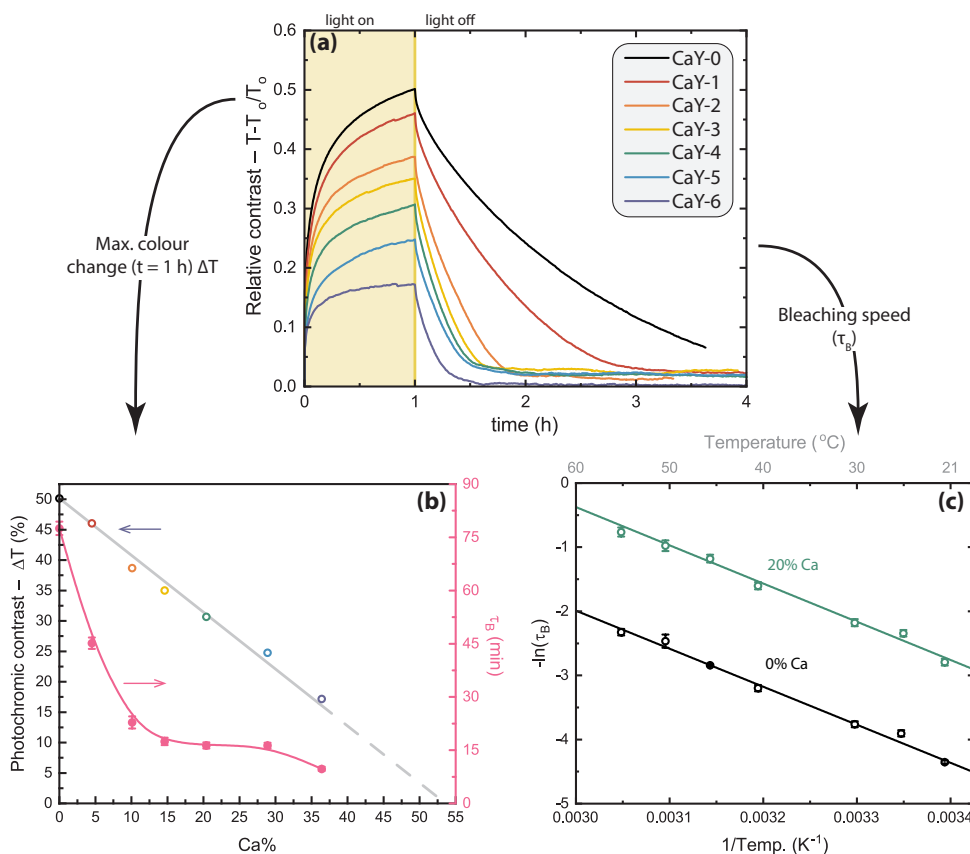 light on light off
(a)
Relative contrast – T-T₀/T₀
0.6
0.5
0.4
0.3
0.2
0.1
0.0
0 1 2 3 4
time (h)
CaY-0
CaY-1
CaY-2
CaY-3
CaY-4
CaY-5
CaY-6
Max. colour
change (t = 1 h) ΔT
Bleaching speed
(τB)
(b)
Photochromic contrast – ΔT (%)
50
45
40
35
30
25
20
15
10
5
0
0 5 10 15 20 25 30 35 40 45 50 55
Ca%
90
75
60
45
30
15
0
τB (min)
Temperature (°C)
60 50 40 30 21
(c)
-ln(τB)
0
-1
-2
-3
-4
-5
20% Ca
0% Ca
0.0030 0.0031 0.0032 0.0033 0.0034
1/Temp. (K⁻¹)